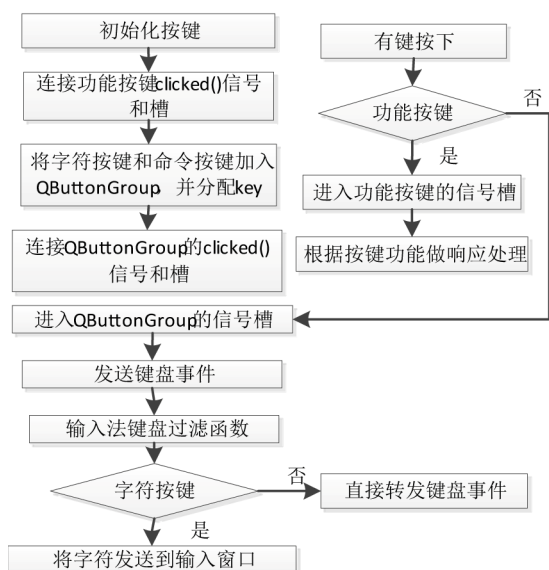 初始化按键
连接功能按键clicked()信号
和槽
将字符按键和命令按键加入
QButtonGroup, 并分配key
连接QButtonGroup的clicked()
信号和槽
有键按下
功能按键
否
是
进入功能按键的信号槽
根据按键功能做响应处理
进入QButtonGroup的信号槽
发送键盘事件
输入法键盘过滤函数
字符按键
否
直接转发键盘事件
是
将字符发送到输入窗口